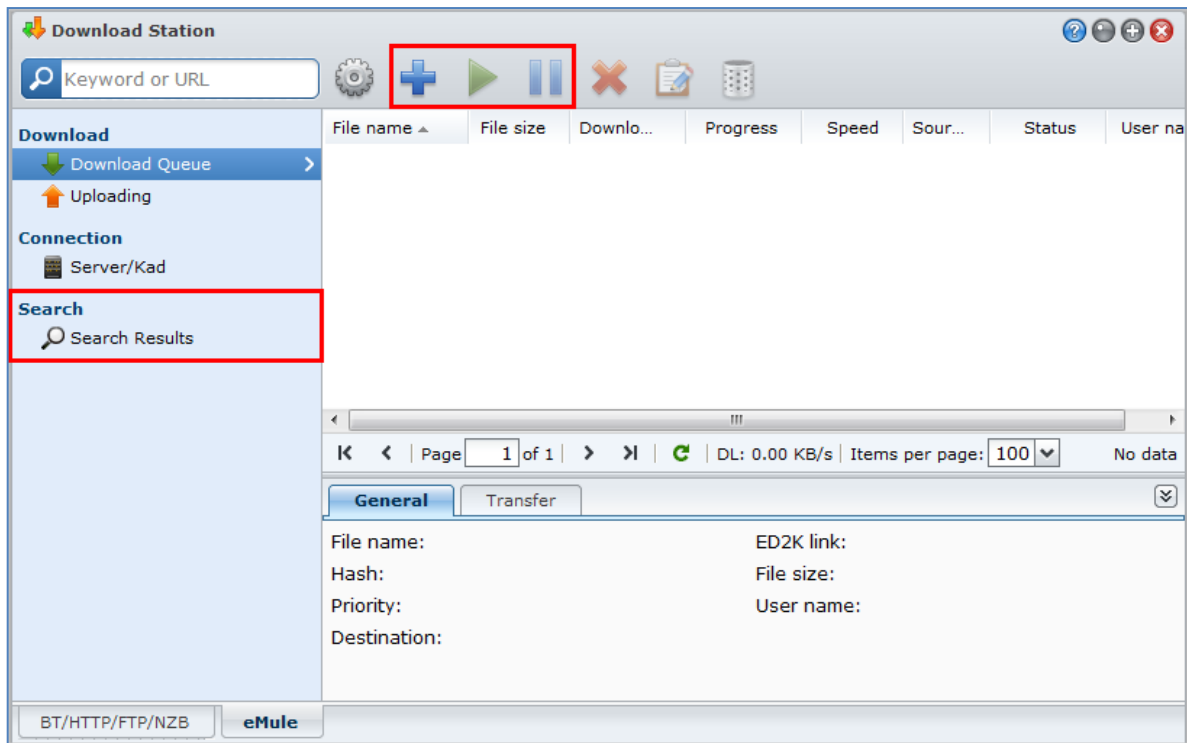 Download Station
Keyword or URL
Download
Download Queue
Uploading
Connection
Server/Kad
Search
Search Results
File name File size Downlo... Progress Speed Sour... Status User na
Page 1 of 1 DL: 0.00 KB/s Items per page: 100 No data
General Transfer
File name: ED2K link:
Hash: File size:
Priority: User name:
Destination:
BT/HTTP/FTP/NZB eMule